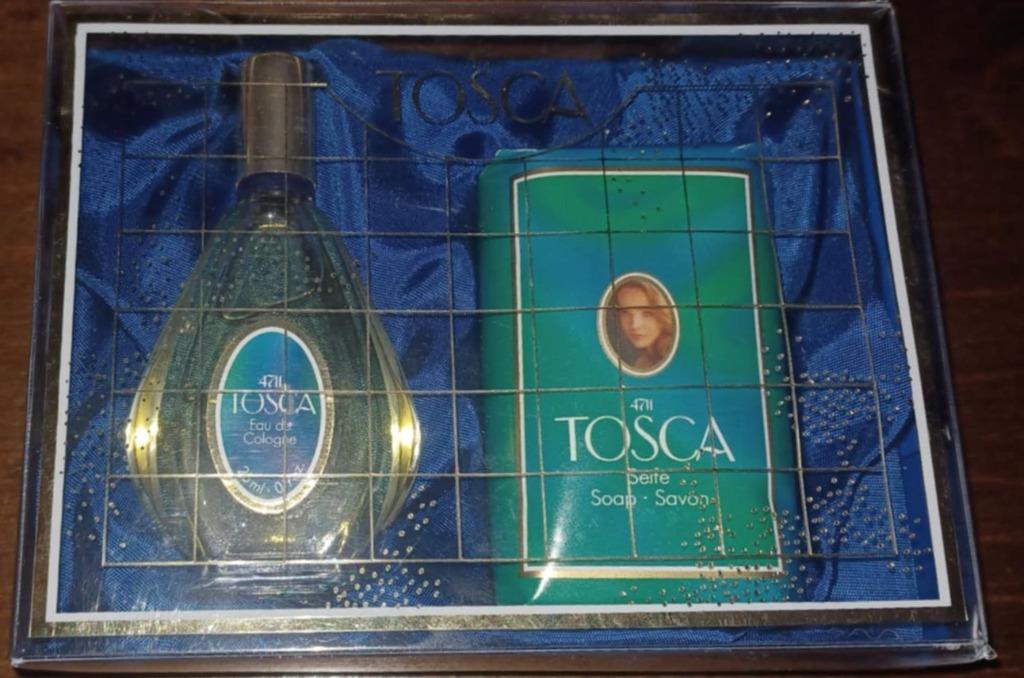 TOSCA
4711
TOSCA
Eau de
Cologne
4711
TOSCA
Seife
Soap · Savon